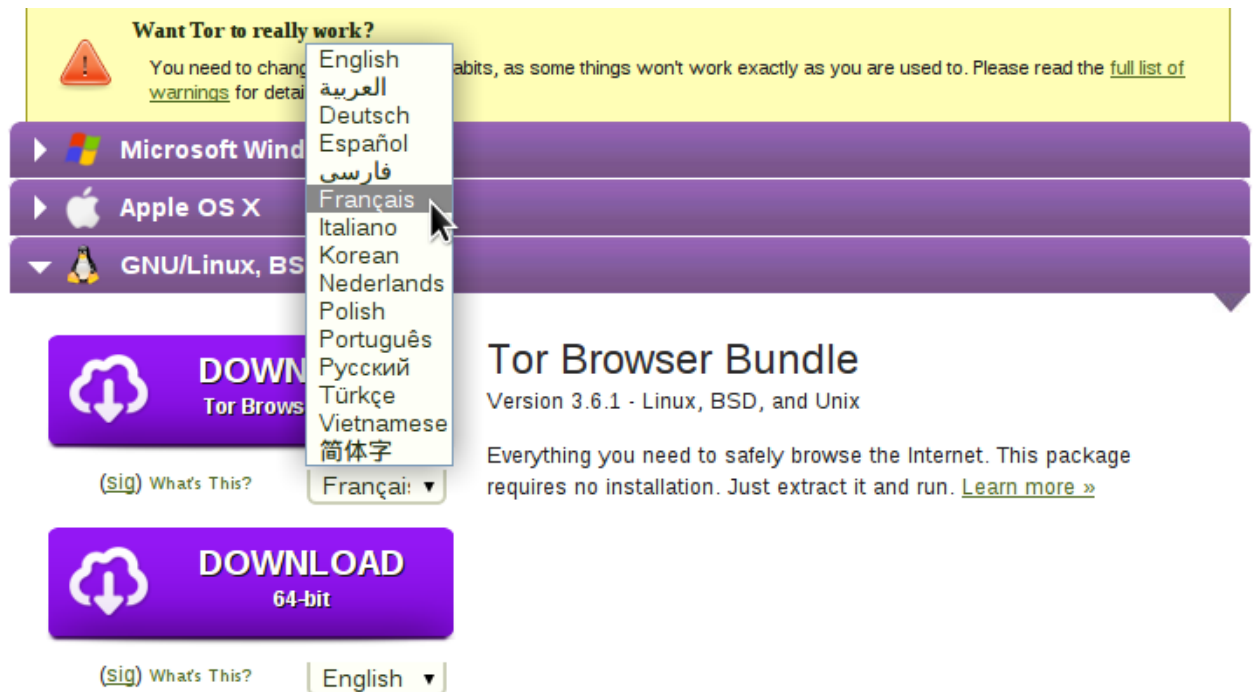 Want Tor to really work?
You need to chang abits, as some things won't work exactly as you are used to. Please read the full list of
warnings for detai
Microsoft Wind
Apple OS X
GNU/Linux, BS
English
العربية
Deutsch
Español
فارسی
Français
Italiano
Korean
Nederlands
Polish
Português
Русский
Türkçe
Vietnamese
简体字
DOWN
Tor Brows
(sig) What's This?
Françai
Tor Browser Bundle
Version 3.6.1 - Linux, BSD, and Unix
Everything you need to safely browse the Internet. This package
requires no installation. Just extract it and run. Learn more »
DOWNLOAD
64-bit
(sig) What's This?
English